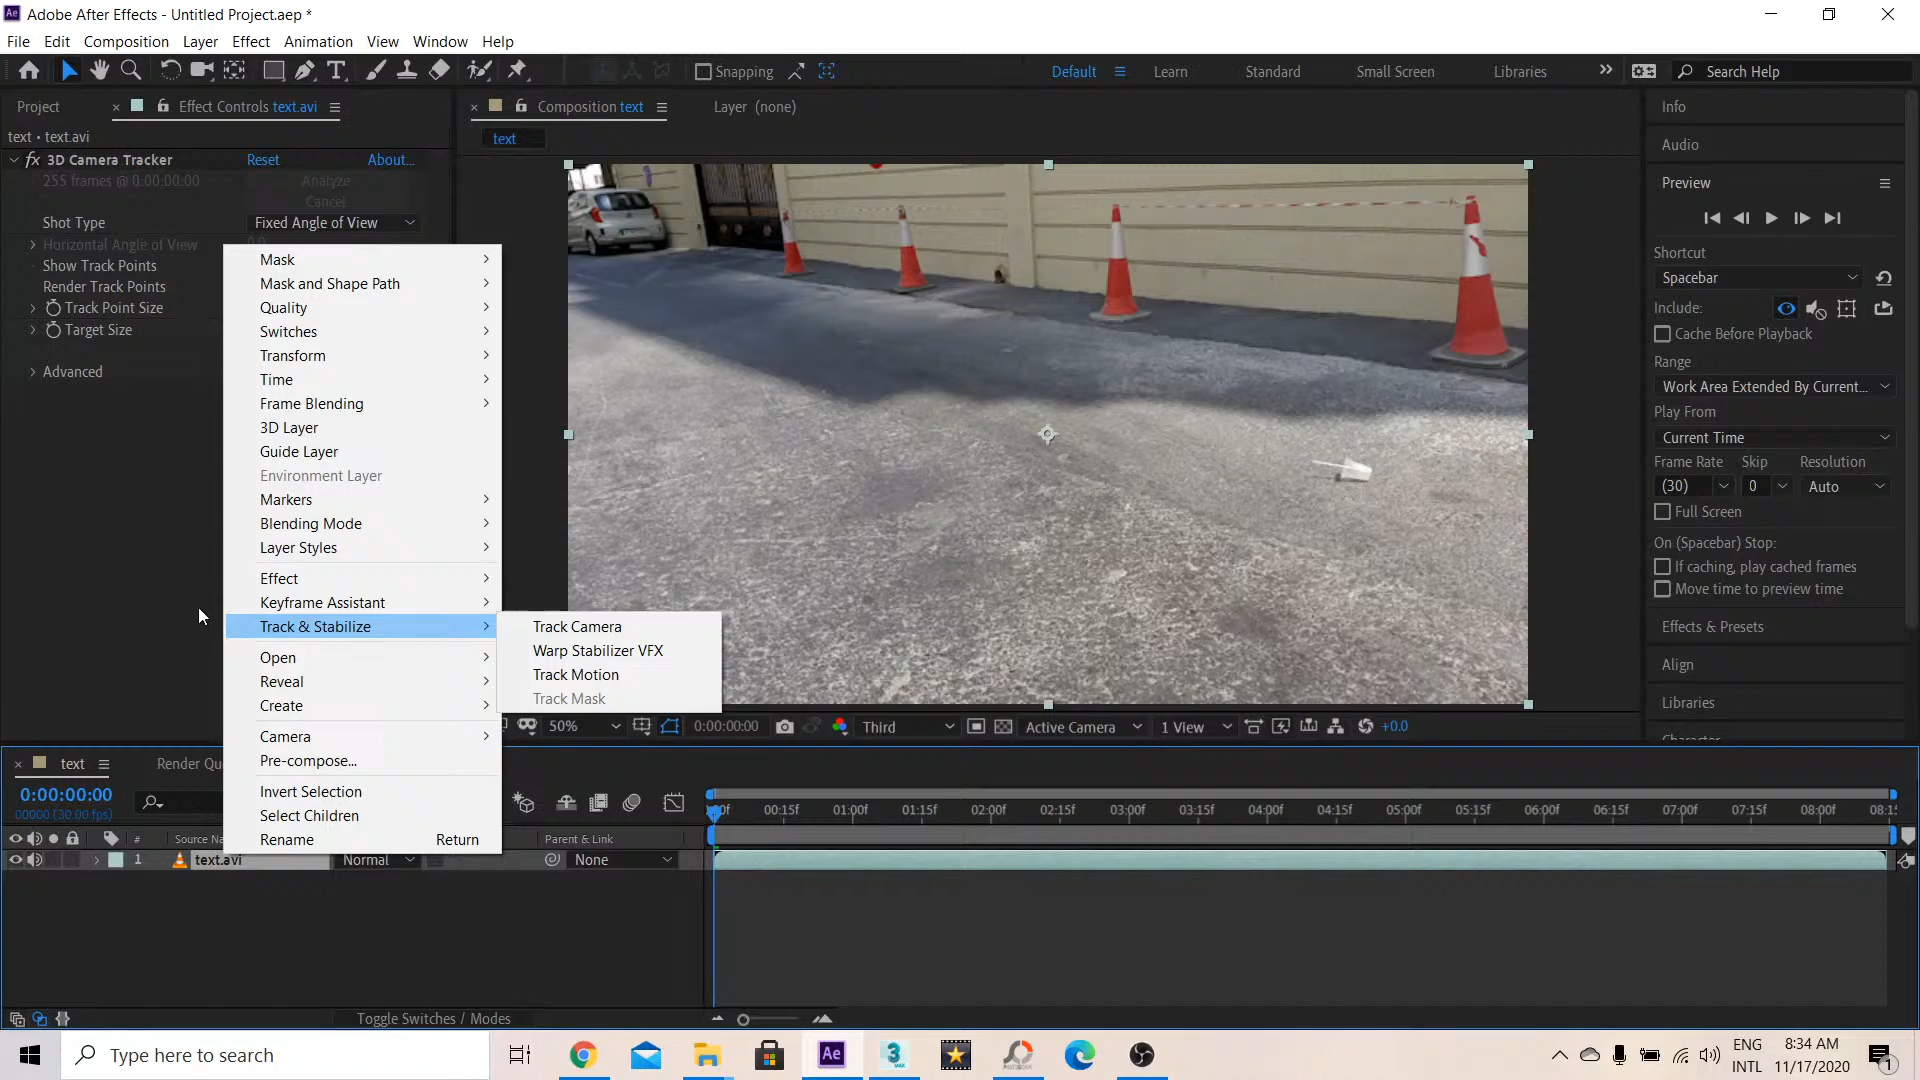 Adobe After Effects - Untitled Project.aep *
File Edit Composition Layer Effect Animation View Window Help
Snapping
Default Learn Standard Small Screen Libraries Search Help
Project Effect Controls text.avi Composition text Layer (none)
text • text.avi
text
fx 3D Camera Tracker Reset About...
255 frames @ 0:00:00:00 Analyze
Cancel
Shot Type Fixed Angle of View
Horizontal Angle of View
Show Track Points
Render Track Points
Track Point Size
Target Size
Advanced
Mask
Mask and Shape Path
Quality
Switches
Transform
Time
Frame Blending
3D Layer
Guide Layer
Environment Layer
Markers
Blending Mode
Layer Styles
Effect
Keyframe Assistant
Track & Stabilize
Open
Reveal
Create
Camera
Pre-compose...
Invert Selection
Select Children
Rename Return
Track Camera
Warp Stabilizer VFX
Track Motion
Track Mask
50% 0:00:00:00 Third Active Camera 1 View +0.0
Info
Audio
Preview
Shortcut
Spacebar
Include:
Cache Before Playback
Range
Work Area Extended By Current...
Play From
Current Time
Frame Rate Skip Resolution
(30) 0 Auto
Full Screen
On (Spacebar) Stop:
If caching, play cached frames
Move time to preview time
Effects & Presets
Align
Libraries
Character
text Render Qu
0:00:00:00
00000 (30.00 fps)
00:15f 01:00f 01:15f 02:00f 02:15f 03:00f 03:15f 04:00f 04:15f 05:00f 05:15f 06:00f 06:15f 07:00f 07:15f 08:00f 08:1
# Source Na Parent & Link
1 text.avi Normal None
Toggle Switches / Modes
Type here to search
Ae
3
MAX
ENG
INTL
8:34 AM
11/17/2020
1